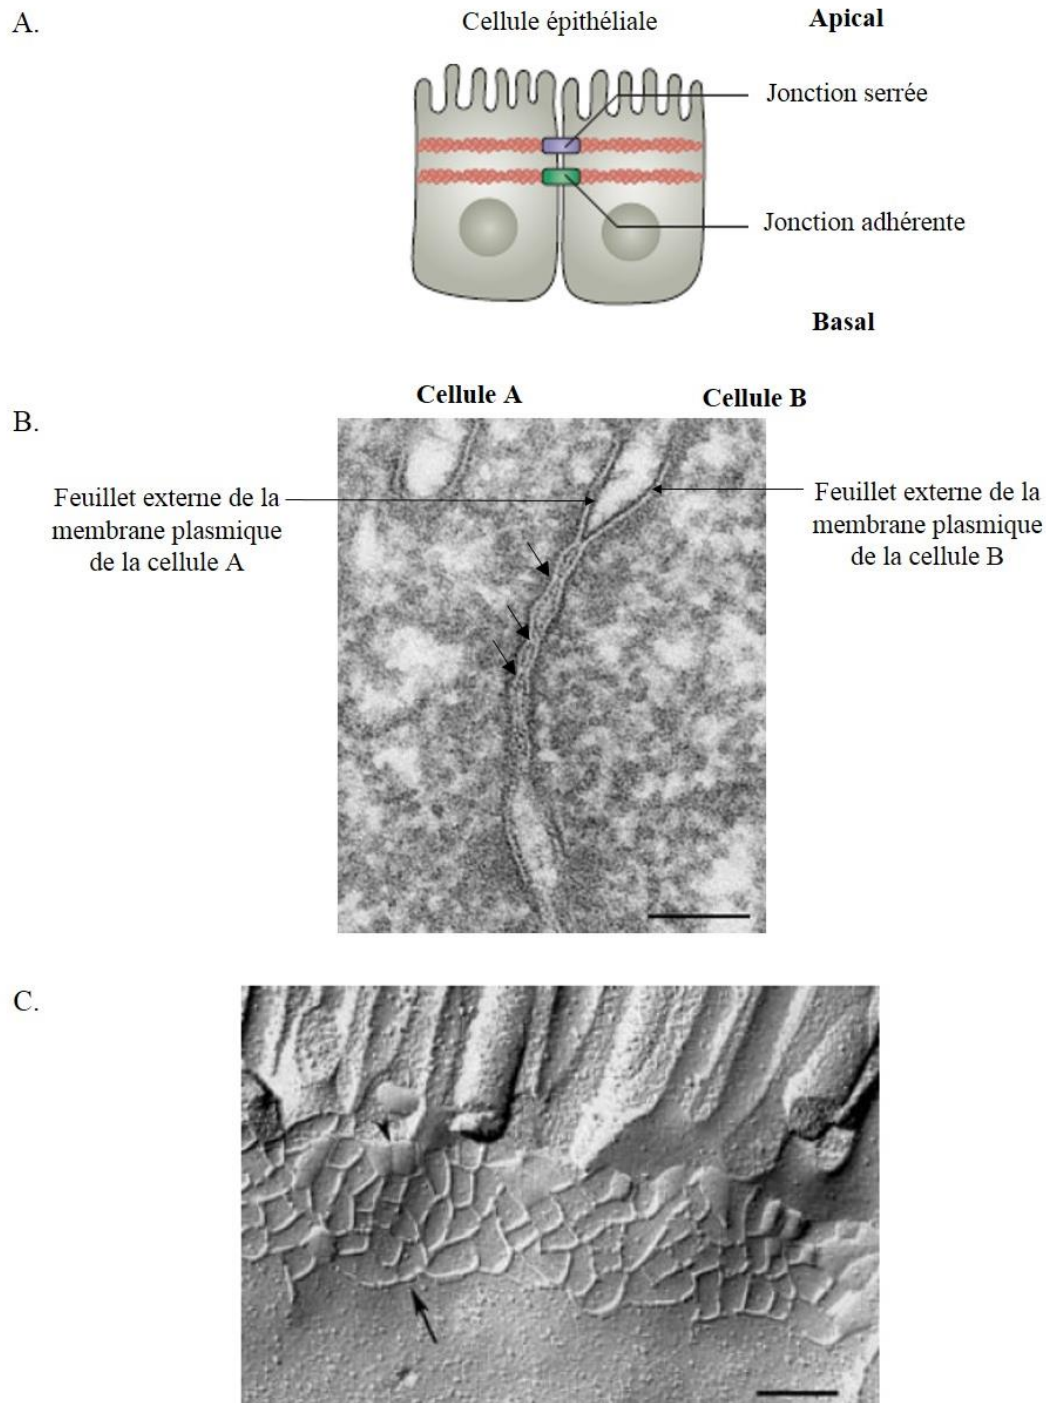 A.
Cellule épithéliale
Apical
Jonction serrée
Jonction adhérente
Basal
B.
Cellule A
Cellule B
Feuillet externe de la
membrane plasmique
de la cellule A
Feuillet externe de la
membrane plasmique
de la cellule B
C.